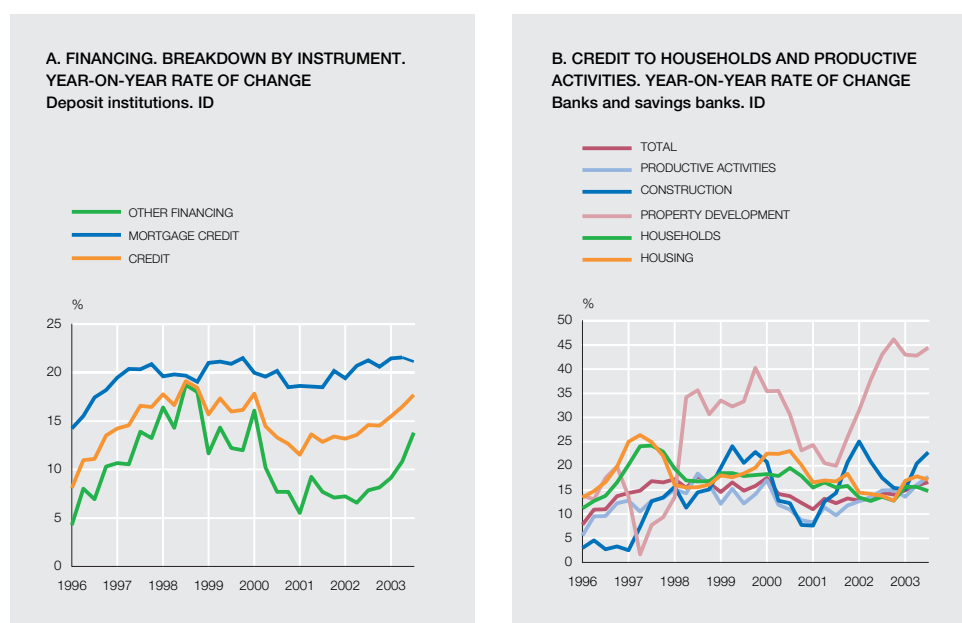 A. FINANCING. BREAKDOWN BY INSTRUMENT.
YEAR-ON-YEAR RATE OF CHANGE
Deposit institutions. ID
OTHER FINANCING
MORTGAGE CREDIT
CREDIT
%
25
20
15
10
5
0
1996 1997 1998 1999 2000 2001 2002 2003
B. CREDIT TO HOUSEHOLDS AND PRODUCTIVE
ACTIVITIES. YEAR-ON-YEAR RATE OF CHANGE
Banks and savings banks. ID
TOTAL
PRODUCTIVE ACTIVITIES
CONSTRUCTION
PROPERTY DEVELOPMENT
HOUSEHOLDS
HOUSING
%
50
45
40
35
30
25
20
15
10
5
0
1996 1997 1998 1999 2000 2001 2002 2003